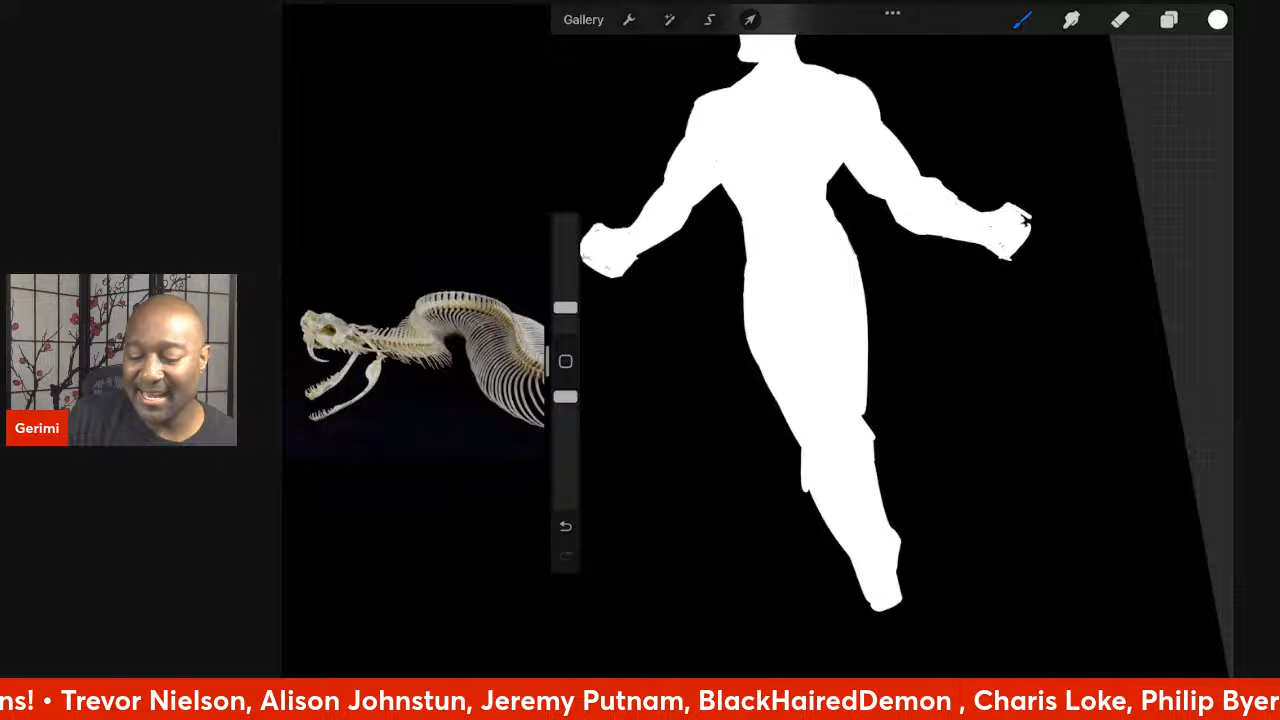 Gallery
Gerimi
ns! • Trevor Nielson, Alison Johnstun, Jeremy Putnam, BlackHairedDemon , Charis Loke, Philip Byer